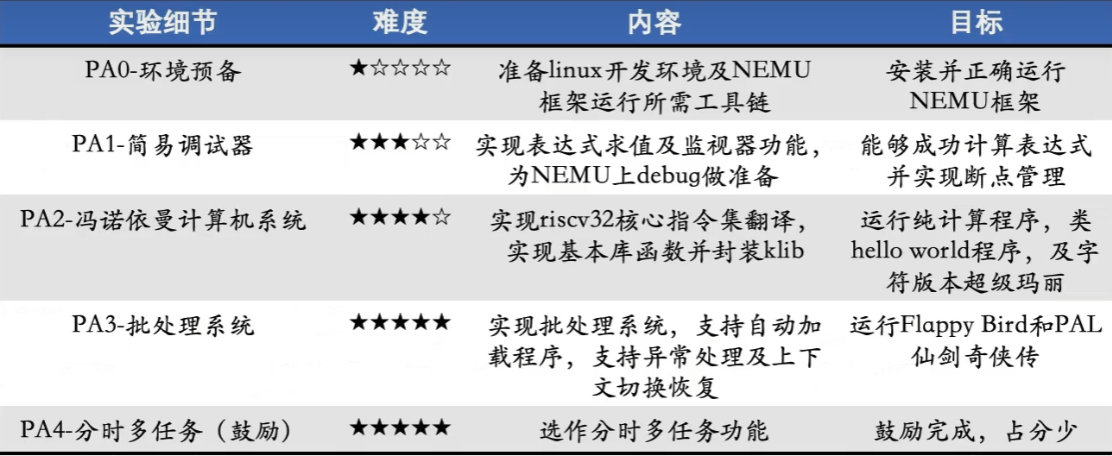 实验细节 难度 内容 目标
PA0-环境预备 ★☆☆☆☆ 准备linux开发环境及NEMU 安装并正确运行
框架运行所需工具链 NEMU框架
PA1-简易调试器 ★★★☆☆ 实现表达式求值及监视器功能， 能够成功计算表达式
为NEMU上debug做准备 并实现断点管理
PA2-冯诺依曼计算机系统 ★★★★☆ 实现riscv32核心指令集翻译， 运行纯计算程序，类
实现基本库函数并封装klib hello world程序，及字
符版本超级玛丽
PA3-批处理系统 ★★★★★ 实现批处理系统，支持自动加 运行Flappy Bird和PAL
载程序，支持异常处理及上下 仙剑奇侠传
文切换恢复
PA4-分时多任务（鼓励） ★★★★★ 选作分时多任务功能 鼓励完成，占分少